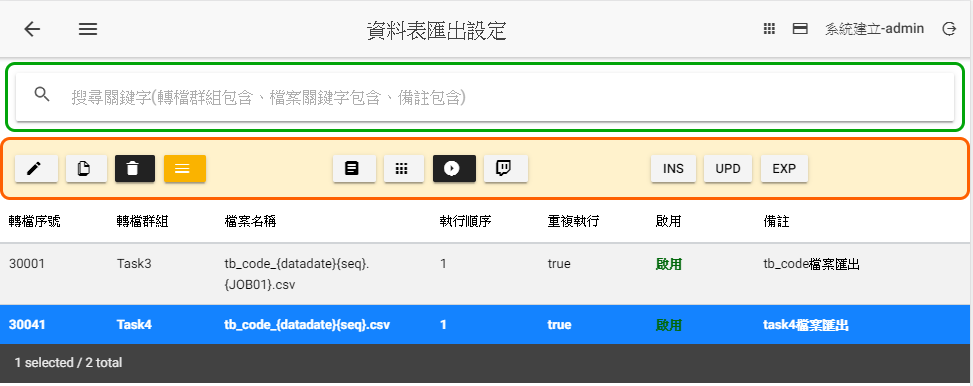 資料表匯出設定
系統建立-admin
搜尋關鍵字(轉檔群組包含、檔案關鍵字包含、備註包含)
INS UPD EXP
轉檔序號 轉檔群組 檔案名稱 執行順序 重複執行 啟用 備註
30001 Task3 tb_code_{datadate}{seq}. 1 true 啟用 tb_code檔案匯出
{JOB01}.csv
30041 Task4 tb_code_{datadate}{seq}.csv 1 true 啟用 task4檔案匯出
1 selected / 2 total